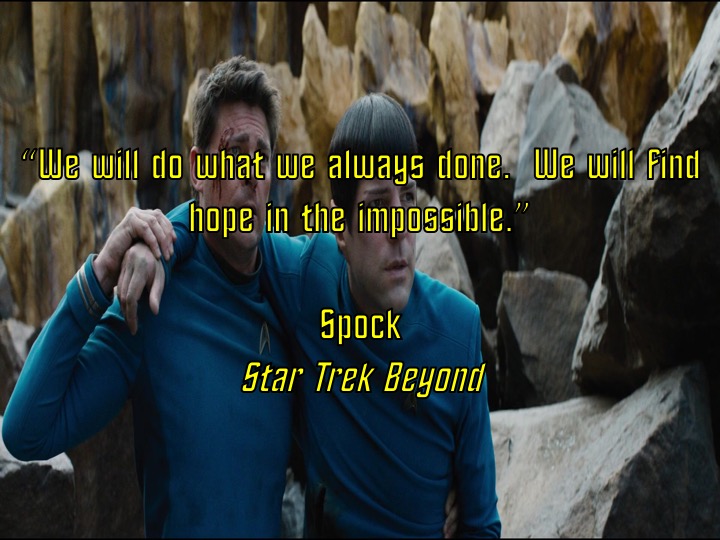 “We will do what we always done.  We will find
hope in the impossible.”
Spock
Star Trek Beyond